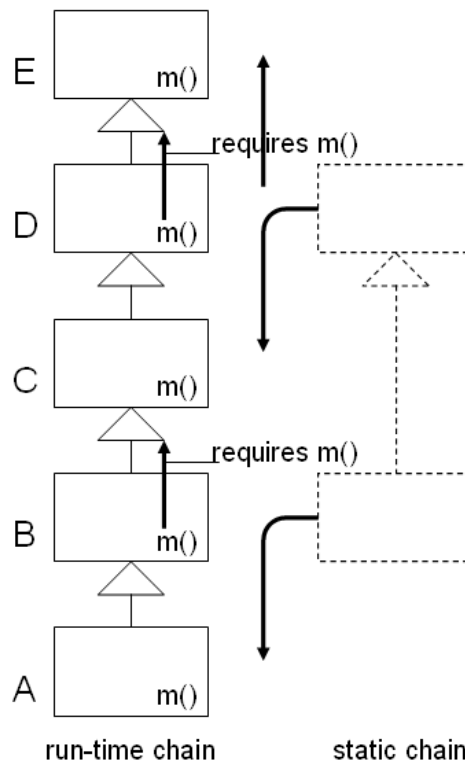 E
m()
requires m()
D
m()
C
m()
requires m()
B
m()
A
m()
run-time chain
static chain